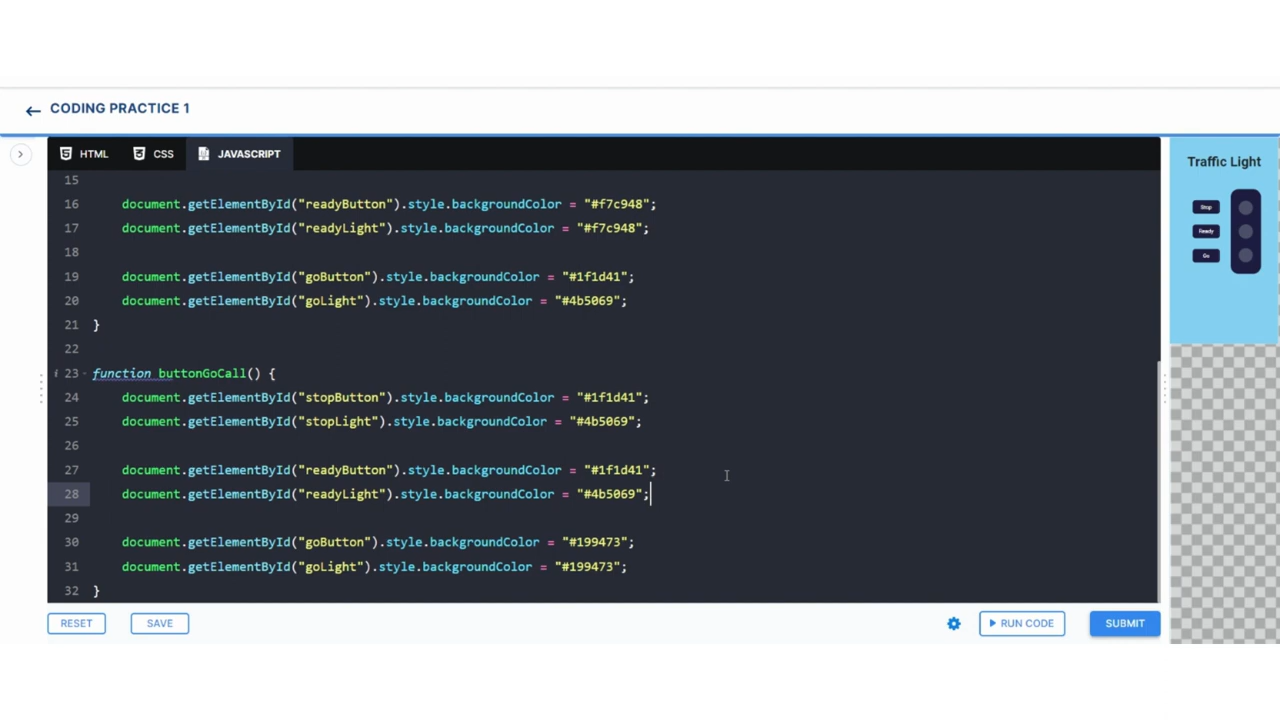 CODING PRACTICE 1
HTML CSS JAVASCRIPT
15
16 document.getElementById("readyButton").style.backgroundColor = "#f7c948";
17 document.getElementById("readyLight").style.backgroundColor = "#f7c948";
18
19 document.getElementById("goButton").style.backgroundColor = "#1f1d41";
20 document.getElementById("goLight").style.backgroundColor = "#4b5069";
21 }
22
i 23 function buttonGoCall() {
24 document.getElementById("stopButton").style.backgroundColor = "#1f1d41";
25 document.getElementById("stopLight").style.backgroundColor = "#4b5069";
26
27 document.getElementById("readyButton").style.backgroundColor = "#1f1d41";
28 document.getElementById("readyLight").style.backgroundColor = "#4b5069";
29
30 document.getElementById("goButton").style.backgroundColor = "#199473";
31 document.getElementById("goLight").style.backgroundColor = "#199473";
32 }
RESET SAVE RUN CODE SUBMIT
Traffic Light
Stop
Ready
Go